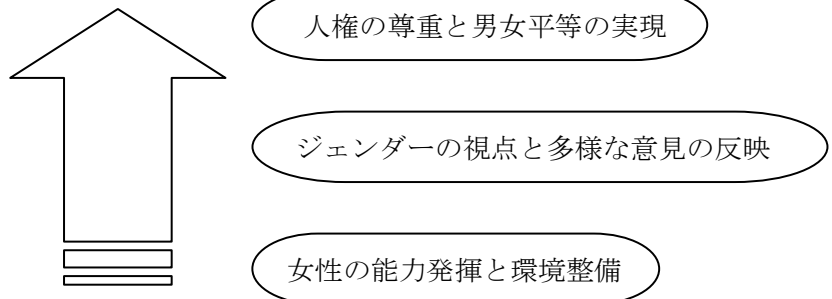 人権の尊重と男女平等の実現
ジェンダーの視点と多様な意見の反映
女性の能力発揮と環境整備